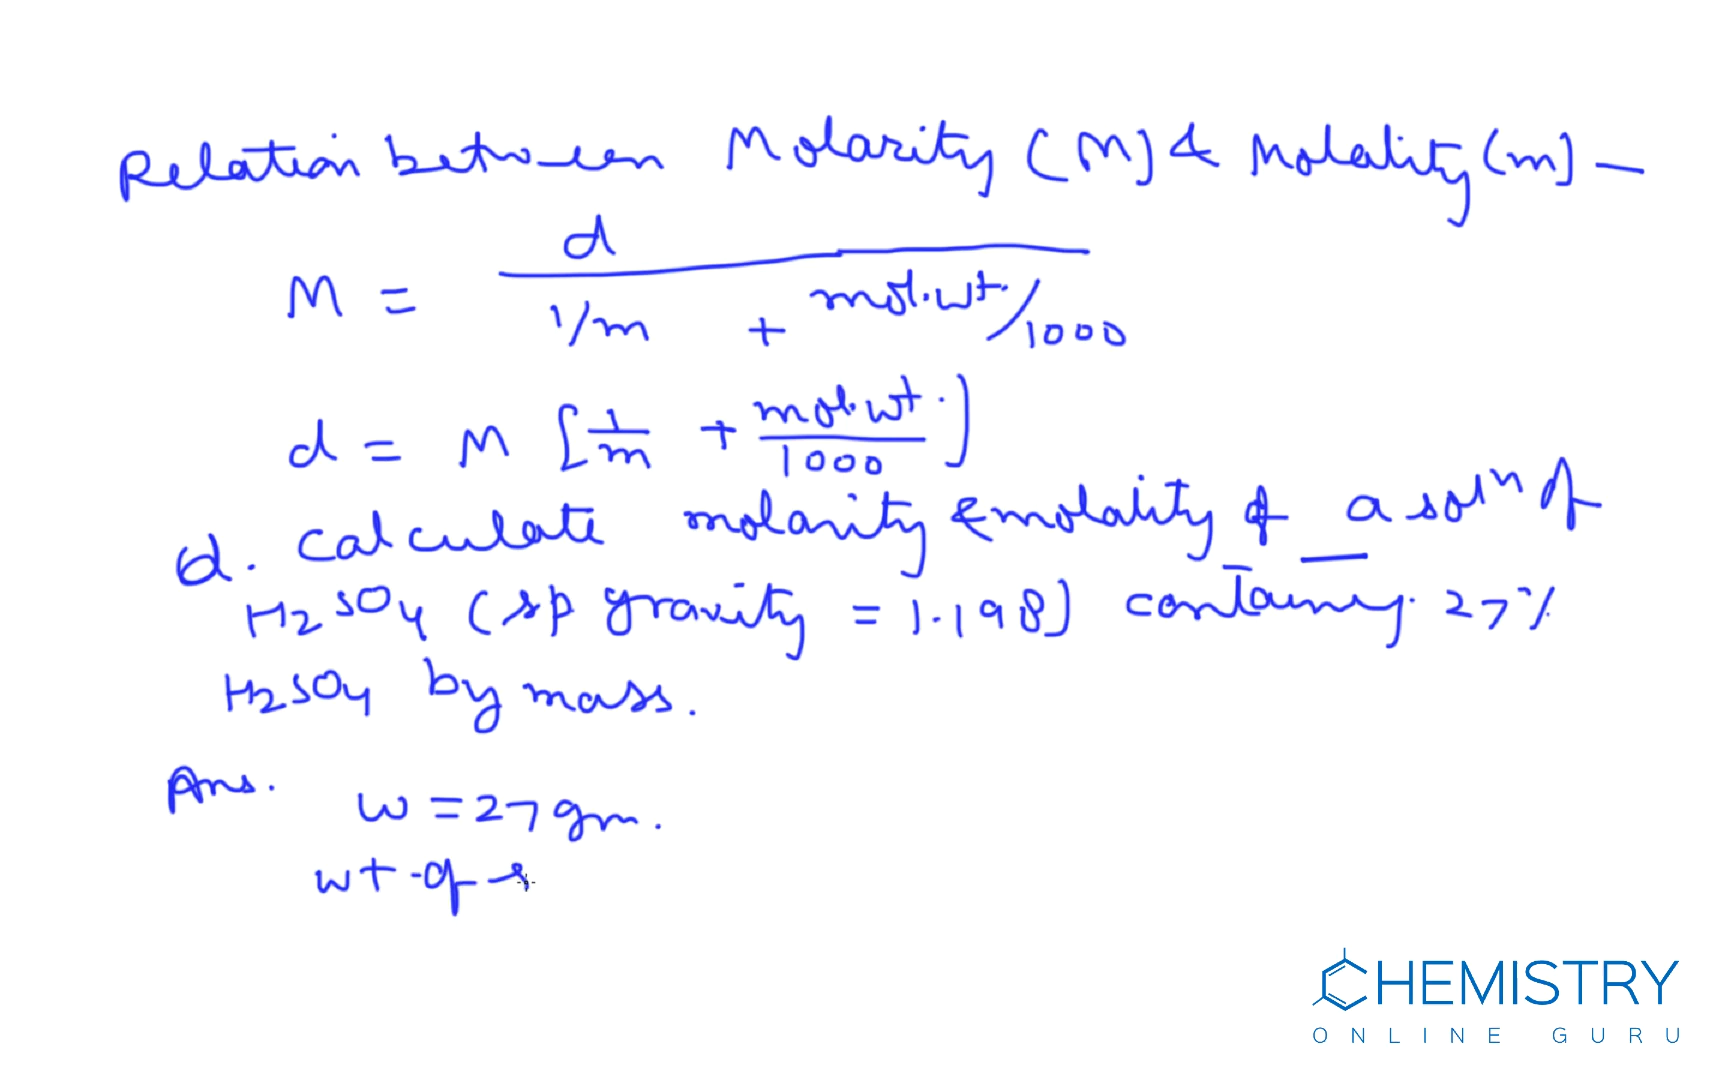 Relation between Molarity (M) & Molality (m) –
M = d / 1/m + mol.wt./1000
d = M [1/m + mol.wt./1000]
Q. Calculate molarity & molality of a solⁿ of
H2SO4 (sp gravity = 1.198) containing 27%
H2SO4 by mass.
Ans. w = 27 gm.
wt. of s
CHEMISTRY
ONLINE GURU